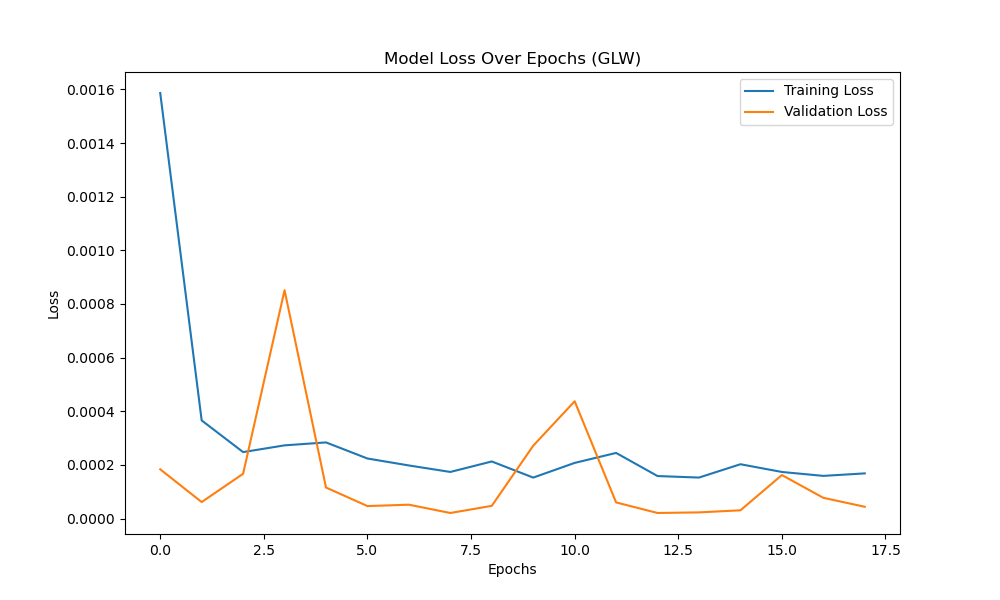 Model Loss Over Epochs (GLW)
Training Loss
Validation Loss
0.0016
0.0014
0.0012
0.0010
0.0008
0.0006
0.0004
0.0002
0.0000
Loss
0.0 2.5 5.0 7.5 10.0 12.5 15.0 17.5
Epochs